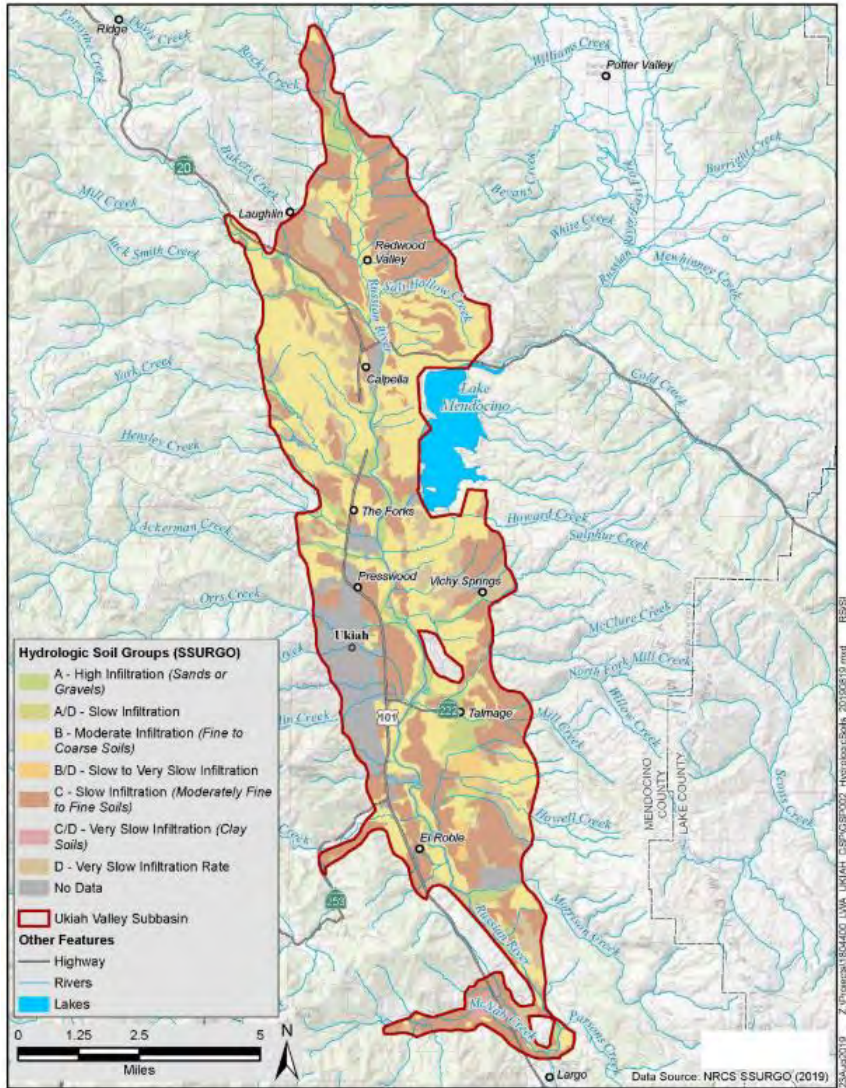 Ridge
Forsythe Creek
Davis Creek
Rocky Creek
Williams Creek
Potter Valley
20
Bakers Creek
Burright Creek
Mill Creek
Bevans Creek
Laughlin
White Creek
Russian River East Fork
Jack Smith Creek
Redwood
Valley
Mewhinney Creek
Salt Hollow Creek
Russian River
York Creek
Calpella
Lake
Mendocino
Cold Creek
Hensley Creek
The Forks
Howard Creek
Ackerman Creek
Sulphur Creek
Presswood
Vichy Springs
Orrs Creek
McClure Creek
Ukiah
North Fork Mill Creek
Willow Creek
222
Talmage
101
Mill Creek
MENDOCINO
COUNTY
LAKE COUNTY
Scotts Creek
Howell Creek
El Roble
253
Morrison Creek
Russian River
McNab Creek
Parsons Creek
Largo
Hydrologic Soil Groups (SSURGO)
A - High Infiltration (Sands or
Gravels)
A/D - Slow Infiltration
B - Moderate Infiltration (Fine to
Coarse Soils)
B/D - Slow to Very Slow Infiltration
C - Slow Infiltration (Moderately Fine
to Fine Soils)
C/D - Very Slow Infiltration (Clay
Soils)
D - Very Slow Infiltration Rate
No Data
Ukiah Valley Subbasin
Other Features
Highway
Rivers
Lakes
0 1.25 2.5 5
Miles
N
Data Source: NRCS SSURGO (2019)